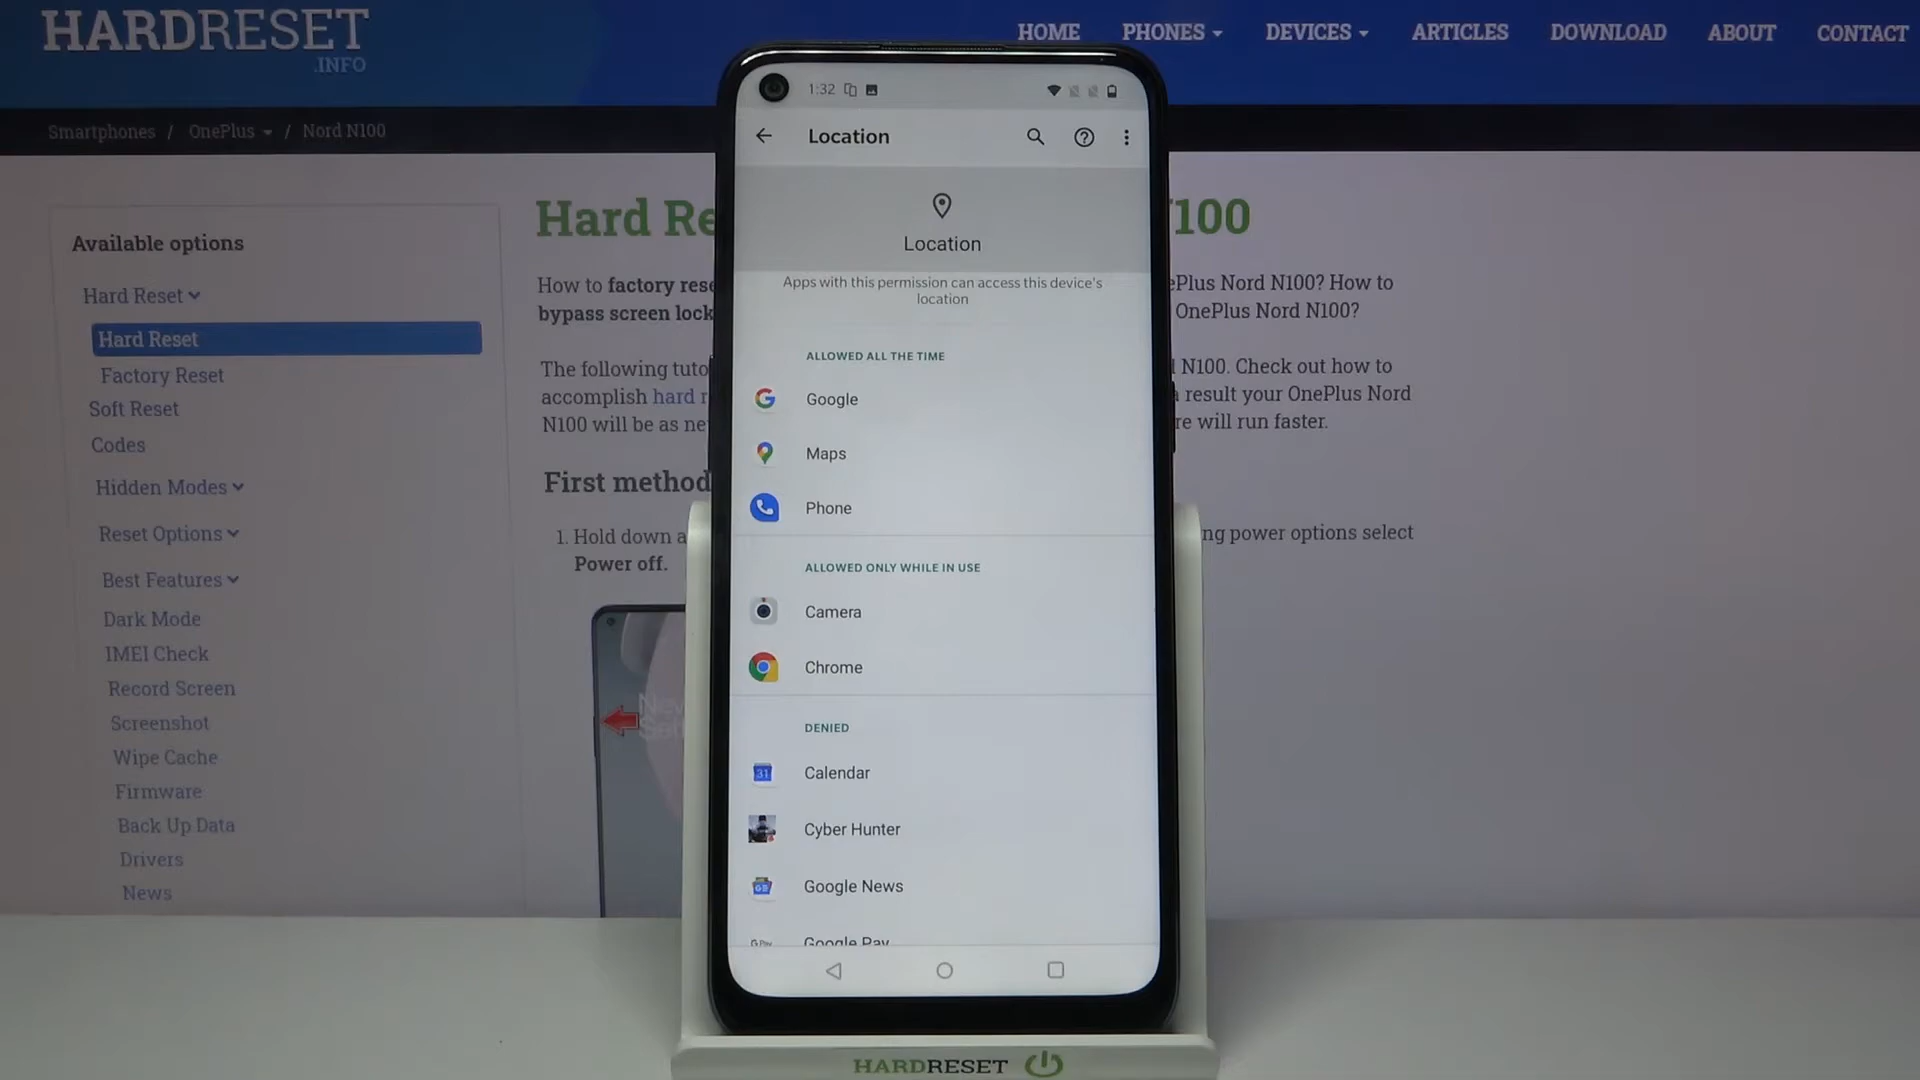 HARDRESET
.INFO
HOME PHONES DEVICES ARTICLES DOWNLOAD ABOUT CONTACT
Smartphones / OnePlus / Nord N100
Available options
Hard Reset
Hard Reset
Factory Reset
Soft Reset
Codes
Hidden Modes
Reset Options
Best Features
Dark Mode
IMEI Check
Record Screen
Screenshot
Wipe Cache
Firmware
Back Up Data
Drivers
News
Hard Re 100
How to factory rese ePlus Nord N100? How to
bypass screen lock OnePlus Nord N100?
The following tuto N100. Check out how to
accomplish hard r result your OnePlus Nord
N100 will be as ne re will run faster.
First method
1. Hold down a ng power options select
Power off.
1:32
Location
Location
Apps with this permission can access this device's
location
ALLOWED ALL THE TIME
Google
Maps
Phone
ALLOWED ONLY WHILE IN USE
Camera
Chrome
DENIED
31 Calendar
Cyber Hunter
Google News
G Pay Google Pay
HARDRESET